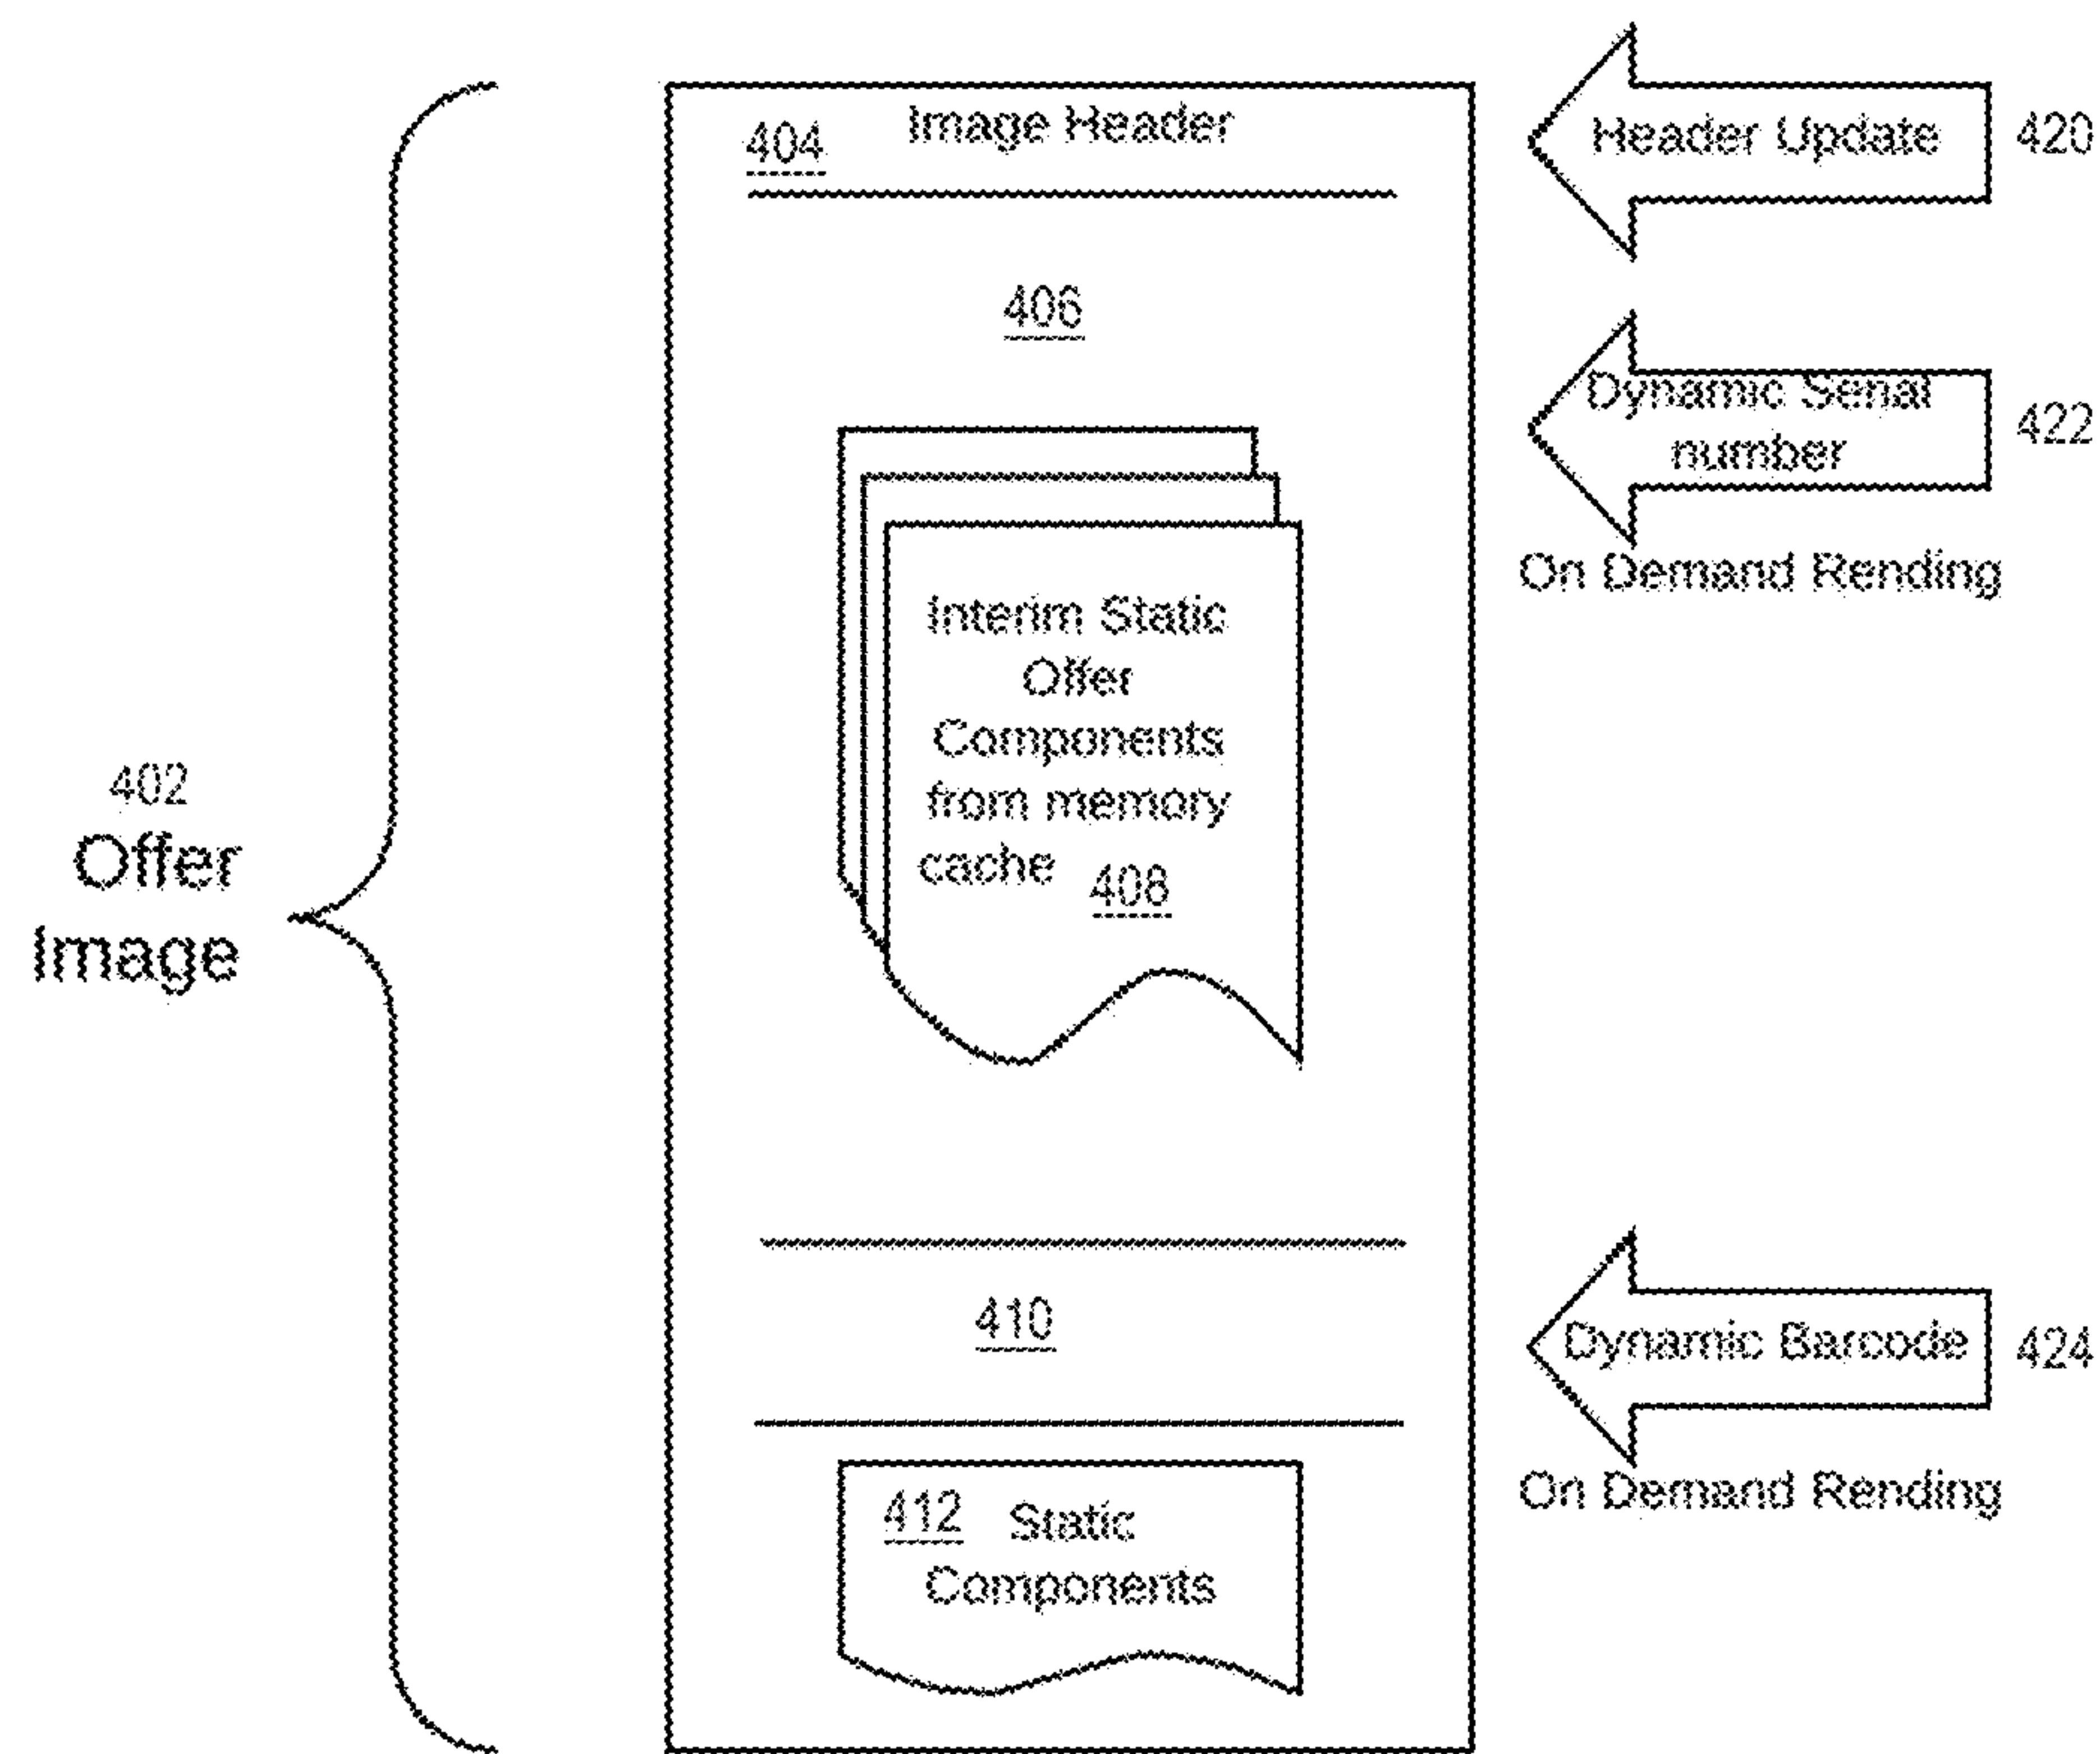 404 Image Header
Header Update 420
406
Dynamic Serial
number
422
On Demand Rending
Interim Static
Offer
Components
from memory
cache 408
402
Offer
Image
410
Dynamic Barcode 424
On Demand Rending
412 Static
Components